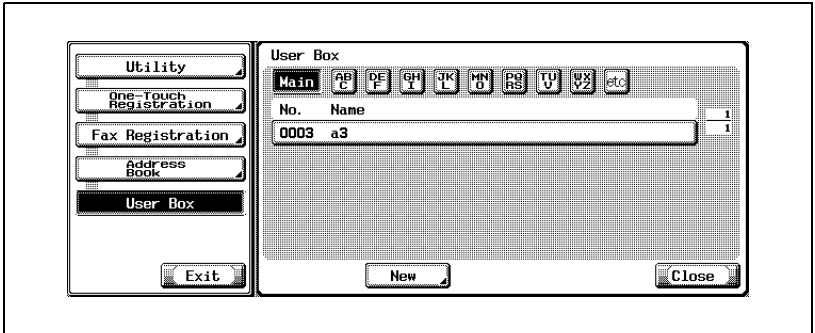 Utility
One-Touch
Registration
Fax Registration
Address
Book
User Box
Exit
User Box
Main
AB
C
DE
F
GH
I
JK
L
MN
O
PQ
RS
TU
V
WX
YZ
etc
No. Name
0003 a3
1
1
New
Close